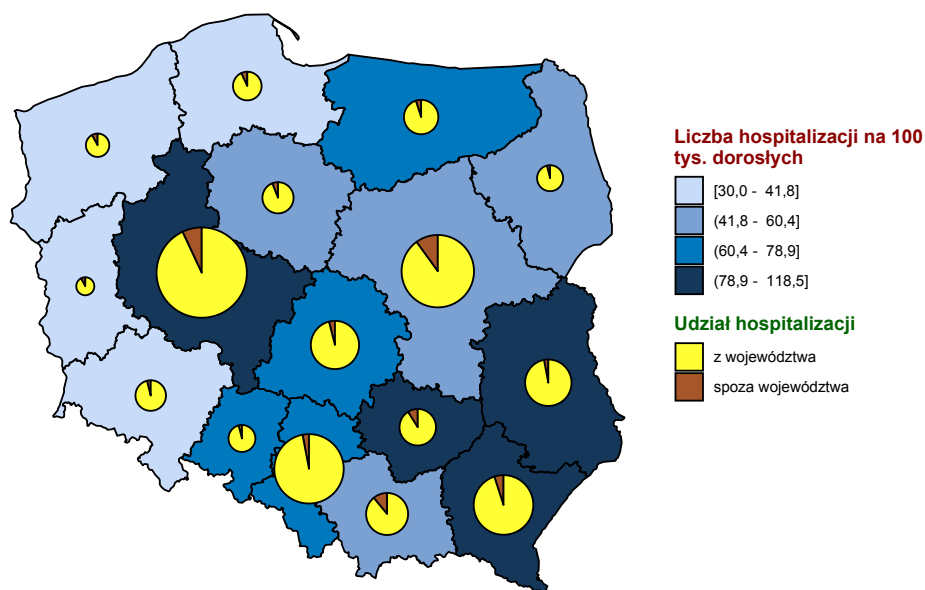 Liczba hospitalizacji na 100
tys. dorosłych
[30,0 - 41,8]
(41,8 - 60,4]
(60,4 - 78,9]
(78,9 - 118,5]
Udział hospitalizacji
z województwa
spoza województwa